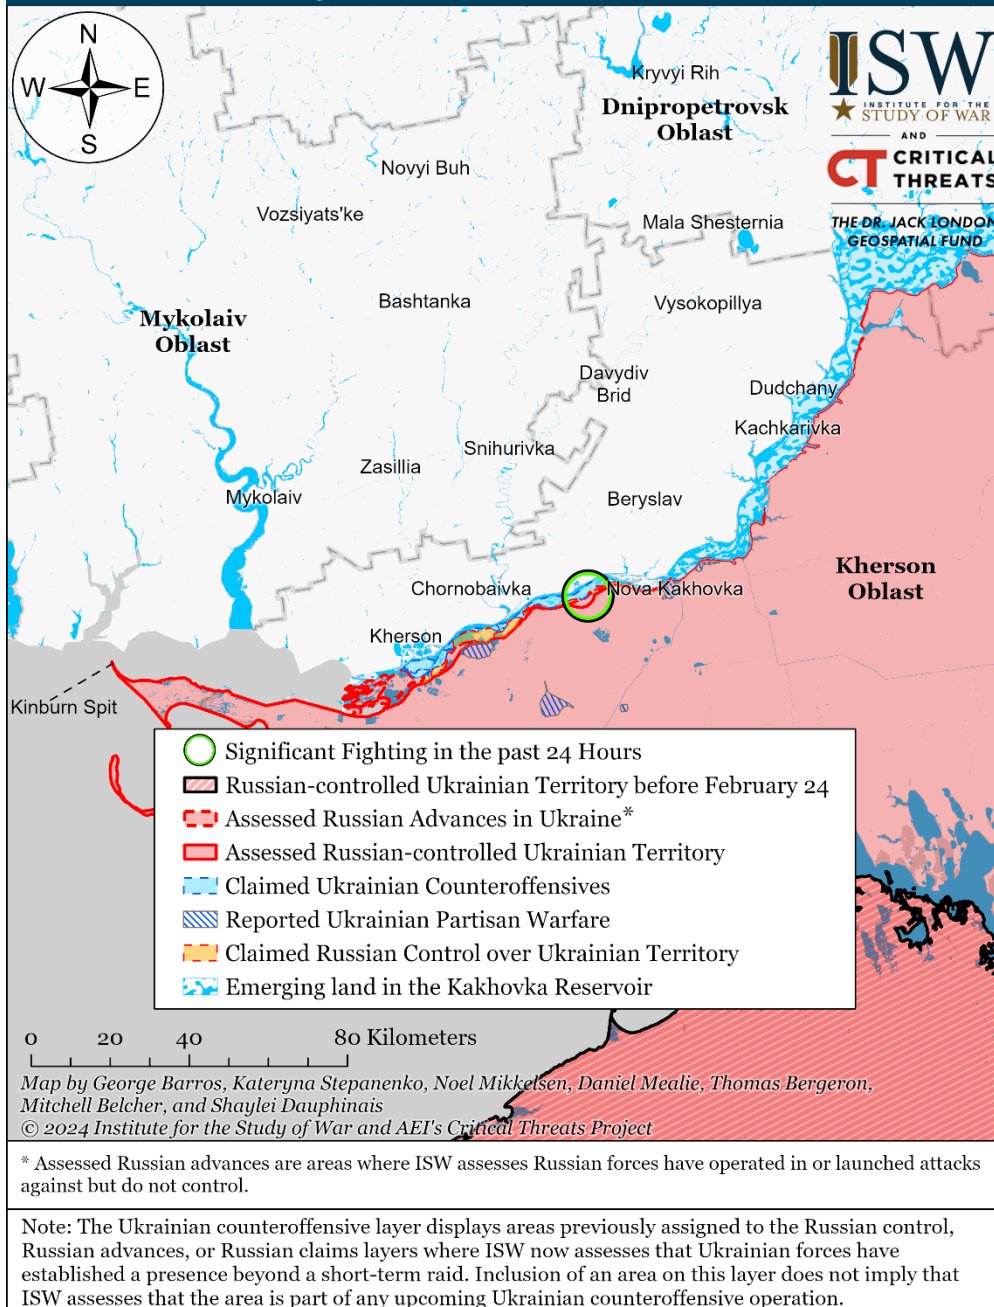 N
W E
S
Kryvyi Rih
Dnipropetrovsk
Oblast
ISW
INSTITUTE FOR THE
STUDY OF WAR
AND
CT CRITICAL
THREATS
THE DR. JACK LONDON
GEOSPATIAL FUND
Novyi Buh
Vozsiyats'ke
Mala Shesternia
Bashtanka
Vysokopillya
Mykolaiv
Oblast
Davydiv
Brid
Dudchany
Kachkarivka
Snihurivka
Zasillia
Mykolaiv
Beryslav
Kherson
Oblast
Chornobaivka
Nova Kakhovka
Kherson
Kinburn Spit
Significant Fighting in the past 24 Hours
Russian-controlled Ukrainian Territory before February 24
Assessed Russian Advances in Ukraine*
Assessed Russian-controlled Ukrainian Territory
Claimed Ukrainian Counteroffensives
Reported Ukrainian Partisan Warfare
Claimed Russian Control over Ukrainian Territory
Emerging land in the Kakhovka Reservoir
0 20 40 80 Kilometers
Map by George Barros, Kateryna Stepanenko, Noel Mikkelsen, Daniel Mealie, Thomas Bergeron,
Mitchell Belcher, and Shaylei Dauphinais
© 2024 Institute for the Study of War and AEI's Critical Threats Project
* Assessed Russian advances are areas where ISW assesses Russian forces have operated in or launched attacks
against but do not control.
Note: The Ukrainian counteroffensive layer displays areas previously assigned to the Russian control,
Russian advances, or Russian claims layers where ISW now assesses that Ukrainian forces have
established a presence beyond a short-term raid. Inclusion of an area on this layer does not imply that
ISW assesses that the area is part of any upcoming Ukrainian counteroffensive operation.